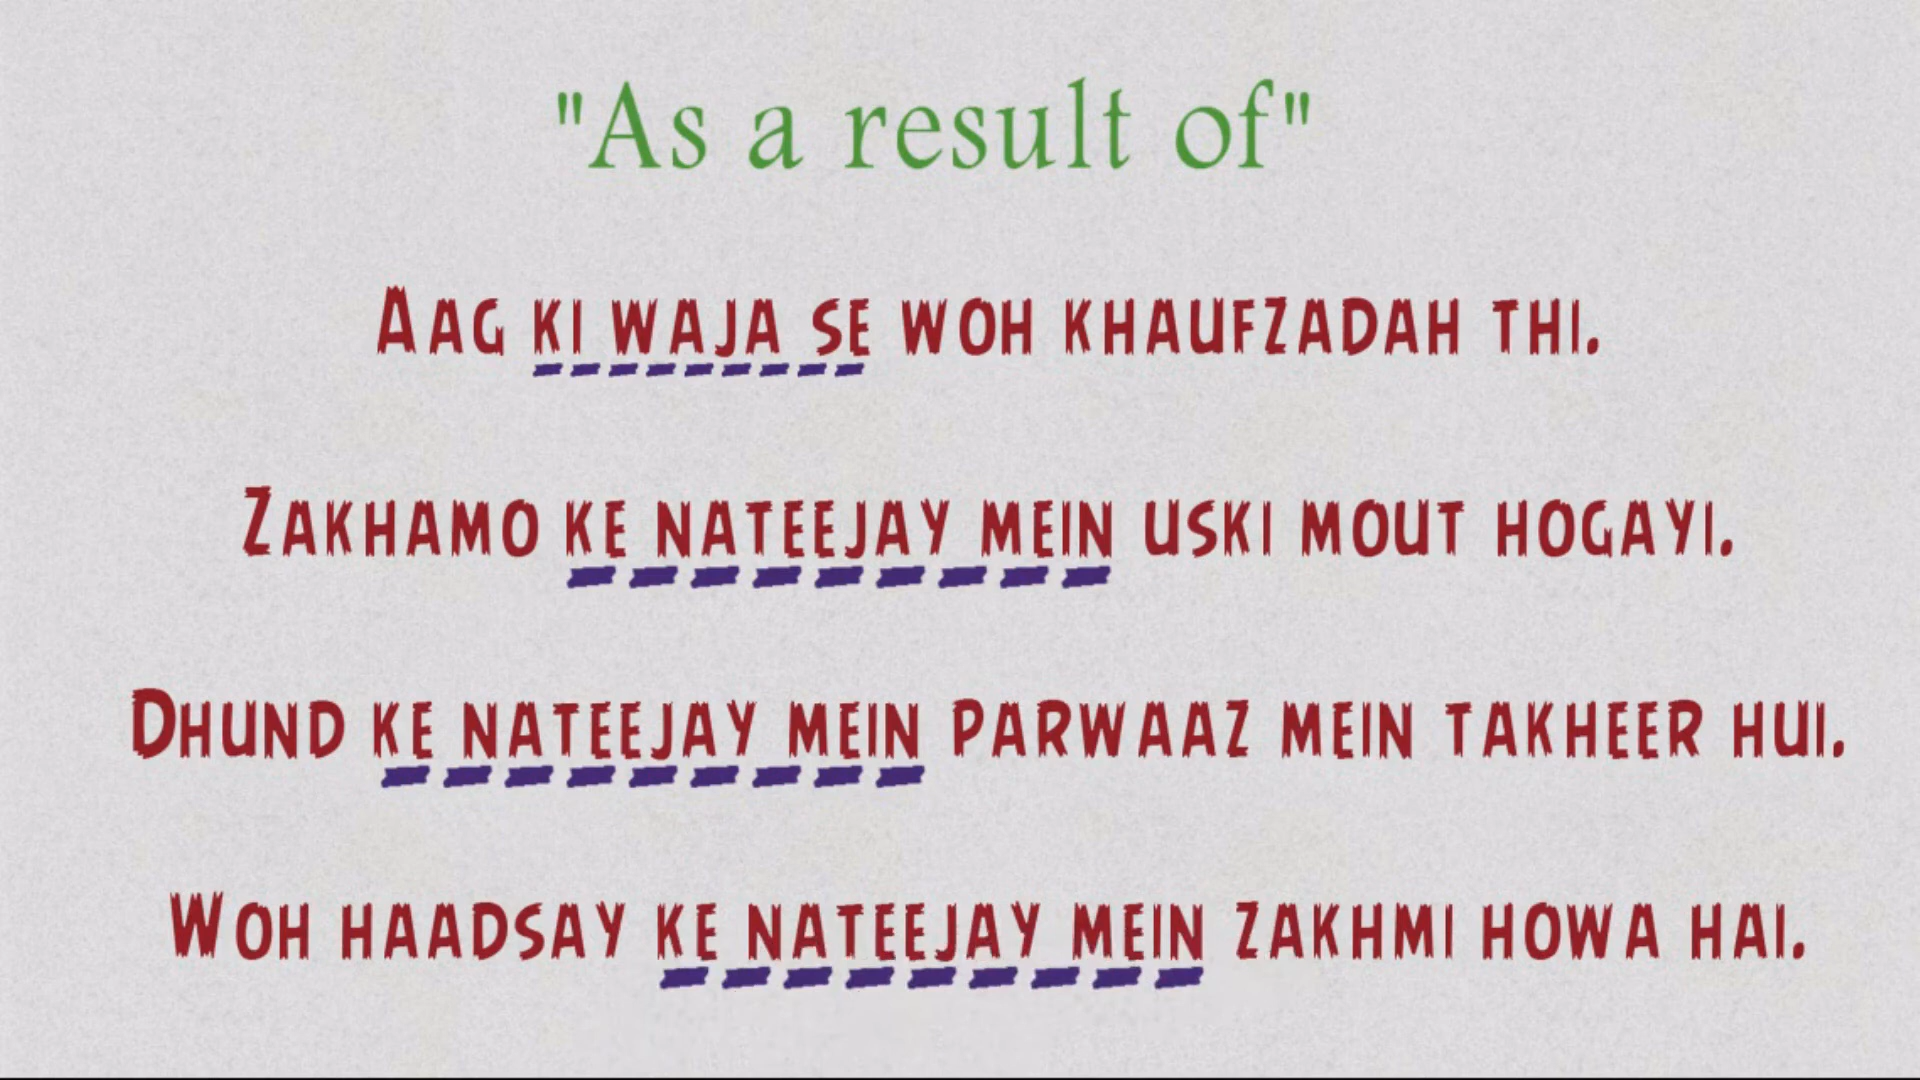 "As a result of"
Aag ki waja se woh khaufzadah thi.
Zakhamo ke nateejay mein uski mout hogayi.
Dhund ke nateejay mein parwaaz mein takheer hui.
Woh haadsay ke nateejay mein zakhmi howa hai.